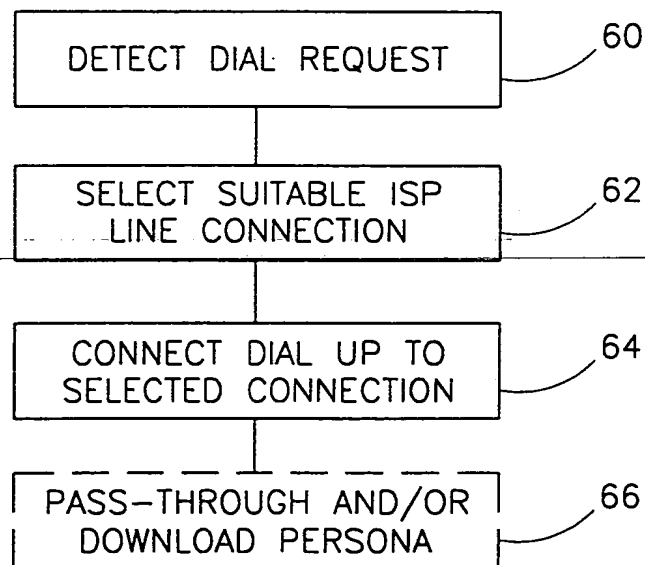 DETECT DIAL REQUEST
60
SELECT SUITABLE ISP
LINE CONNECTION
62
CONNECT DIAL UP TO
SELECTED CONNECTION
64
PASS-THROUGH AND/OR
DOWNLOAD PERSONA
66